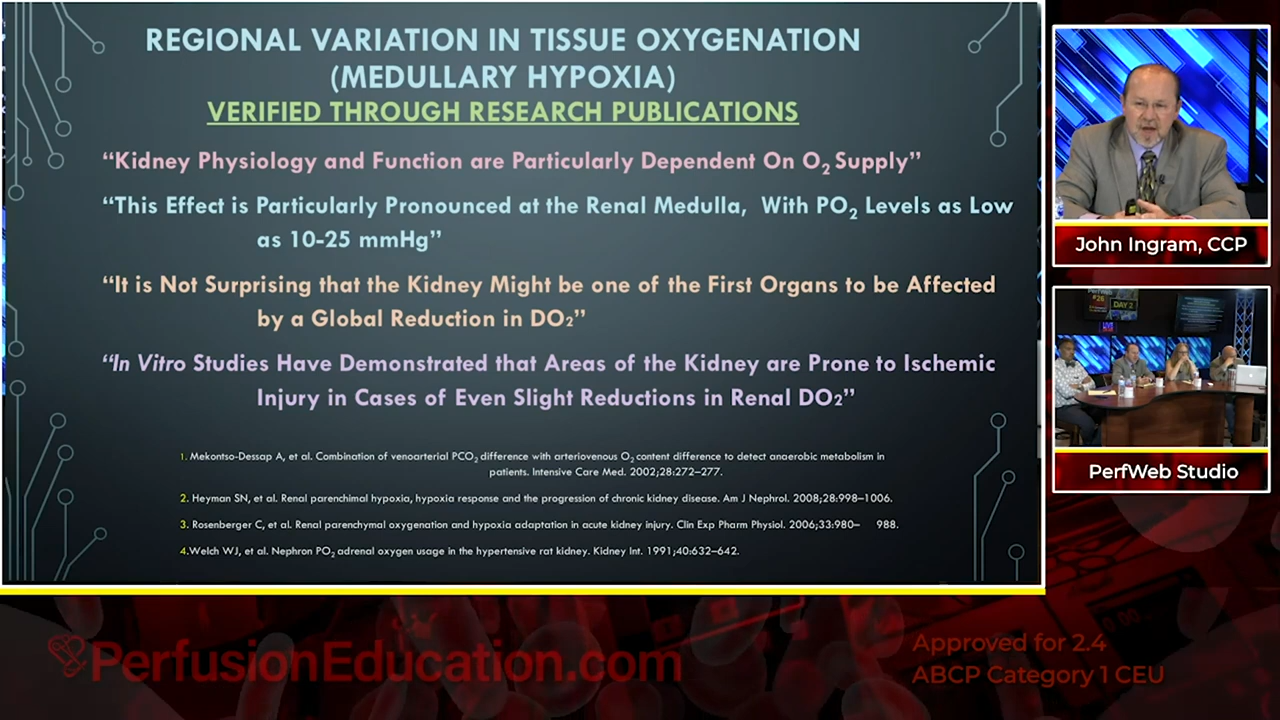 REGIONAL VARIATION IN TISSUE OXYGENATION
(MEDULLARY HYPOXIA)
VERIFIED THROUGH RESEARCH PUBLICATIONS
“Kidney Physiology and Function are Particularly Dependent On O2 Supply”
“This Effect is Particularly Pronounced at the Renal Medulla, With PO2 Levels as Low
as 10-25 mmHg”
“It is Not Surprising that the Kidney Might be one of the First Organs to be Affected
by a Global Reduction in DO2”
“In Vitro Studies Have Demonstrated that Areas of the Kidney are Prone to Ischemic
Injury in Cases of Even Slight Reductions in Renal DO2”
1. Mekontso-Dessap A, et al. Combination of venoarterial PCO2 difference with arteriovenous O2 content difference to detect anaerobic metabolism in
patients. Intensive Care Med. 2002;28:272–277.
2. Heyman SN, et al. Renal parenchimal hypoxia, hypoxia response and the progression of chronic kidney disease. Am J Nephrol. 2008;28:998–1006.
3. Rosenberger C, et al. Renal parenchymal oxygenation and hypoxia adaptation in acute kidney injury. Clin Exp Pharm Physiol. 2006;33:980– 988.
4.Welch WJ, et al. Nephron PO2 adrenal oxygen usage in the hypertensive rat kidney. Kidney Int. 1991;40:632–642.
John Ingram, CCP
DAY 2
PerfWeb Studio
PerfusionEducation.com
Approved for 2.4
ABCP Category 1 CEU